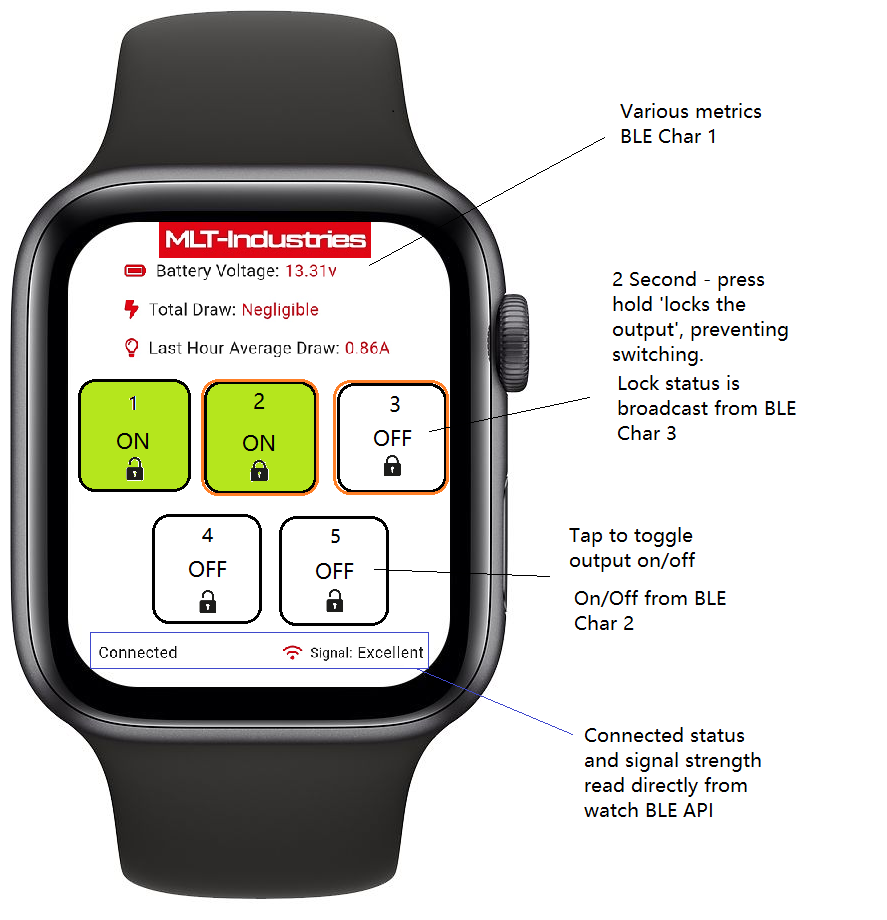 MLT-Industries
Battery Voltage: 13.31v
Total Draw: Negligible
Last Hour Average Draw: 0.86A
1
ON
2
ON
3
OFF
4
OFF
5
OFF
Connected
Signal: Excellent
Various metrics
BLE Char 1
2 Second - press
hold 'locks the
output', preventing
switching.
Lock status is
broadcast from BLE
Char 3
Tap to toggle
output on/off
On/Off from BLE
Char 2
Connected status
and signal strength
read directly from
watch BLE API